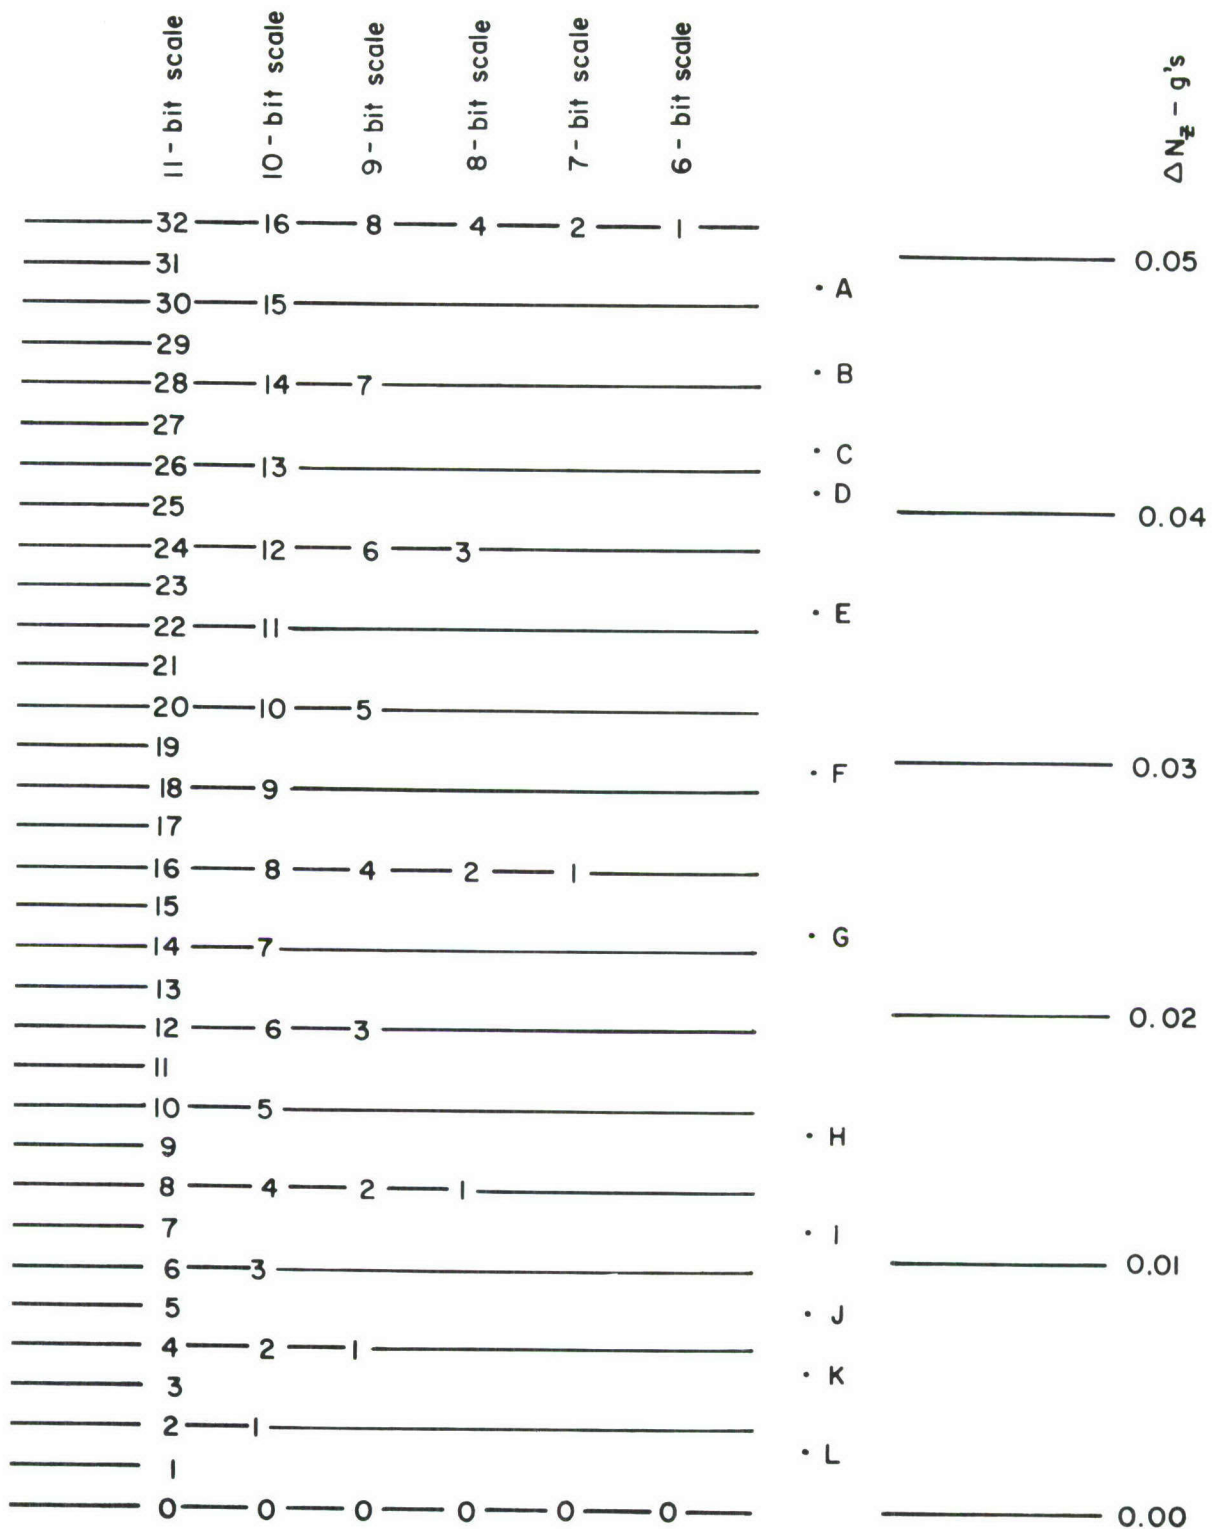 11-bit scale
10-bit scale
9-bit scale
8-bit scale
7-bit scale
6-bit scale
ΔNz - g's
32 16 8 4 2 1
31 0.05
A
30 15
29
28 14 7 B
27
26 13 C
25 D
0.04
24 12 6 3
23
22 11 E
21
20 10 5
19
0.03
18 9 F
17
16 8 4 2 1
15
14 7 G
13
12 6 3 0.02
11
10 5
9 H
8 4 2 1
7 I
6 3 0.01
5 J
4 2 1
3 K
2 1
1 L
0 0 0 0 0 0 0.00